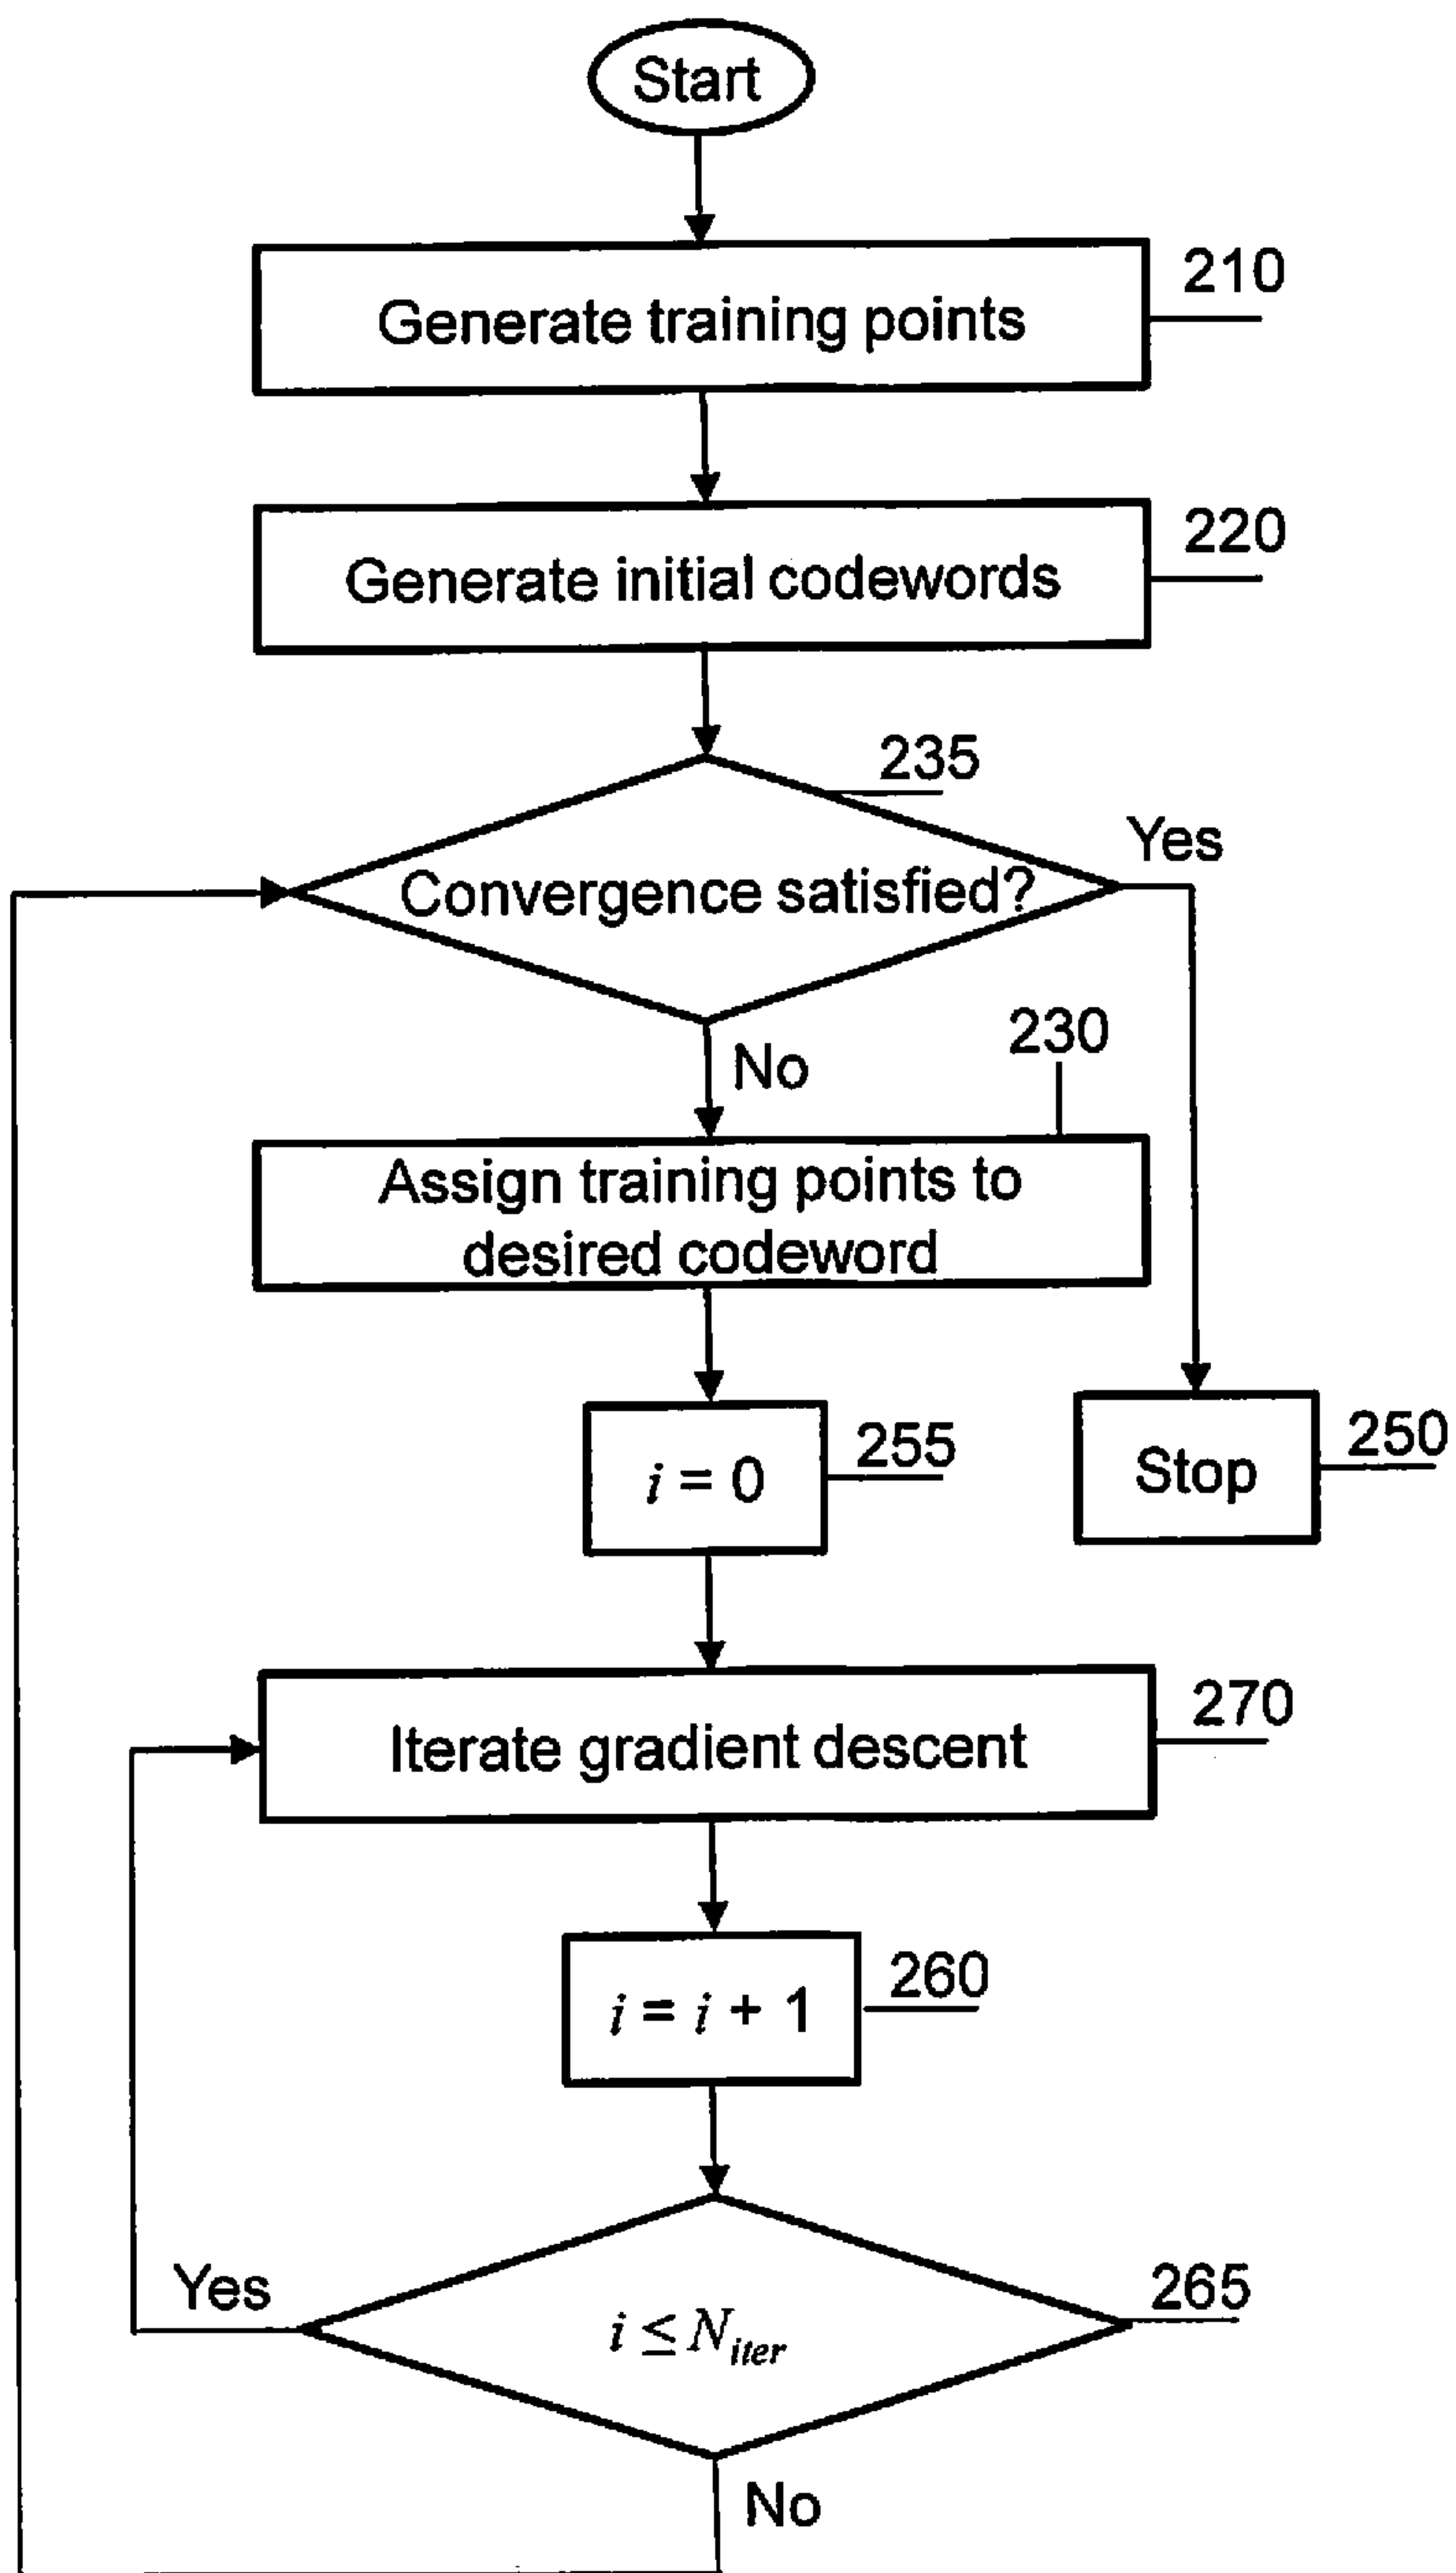 Start
Generate training points
210
Generate initial codewords
220
235
Convergence satisfied?
Yes
No
230
Assign training points to
desired codeword
i = 0
255
Stop
250
Iterate gradient descent
270
i = i + 1
260
Yes
i ≤ N_iter
265
No